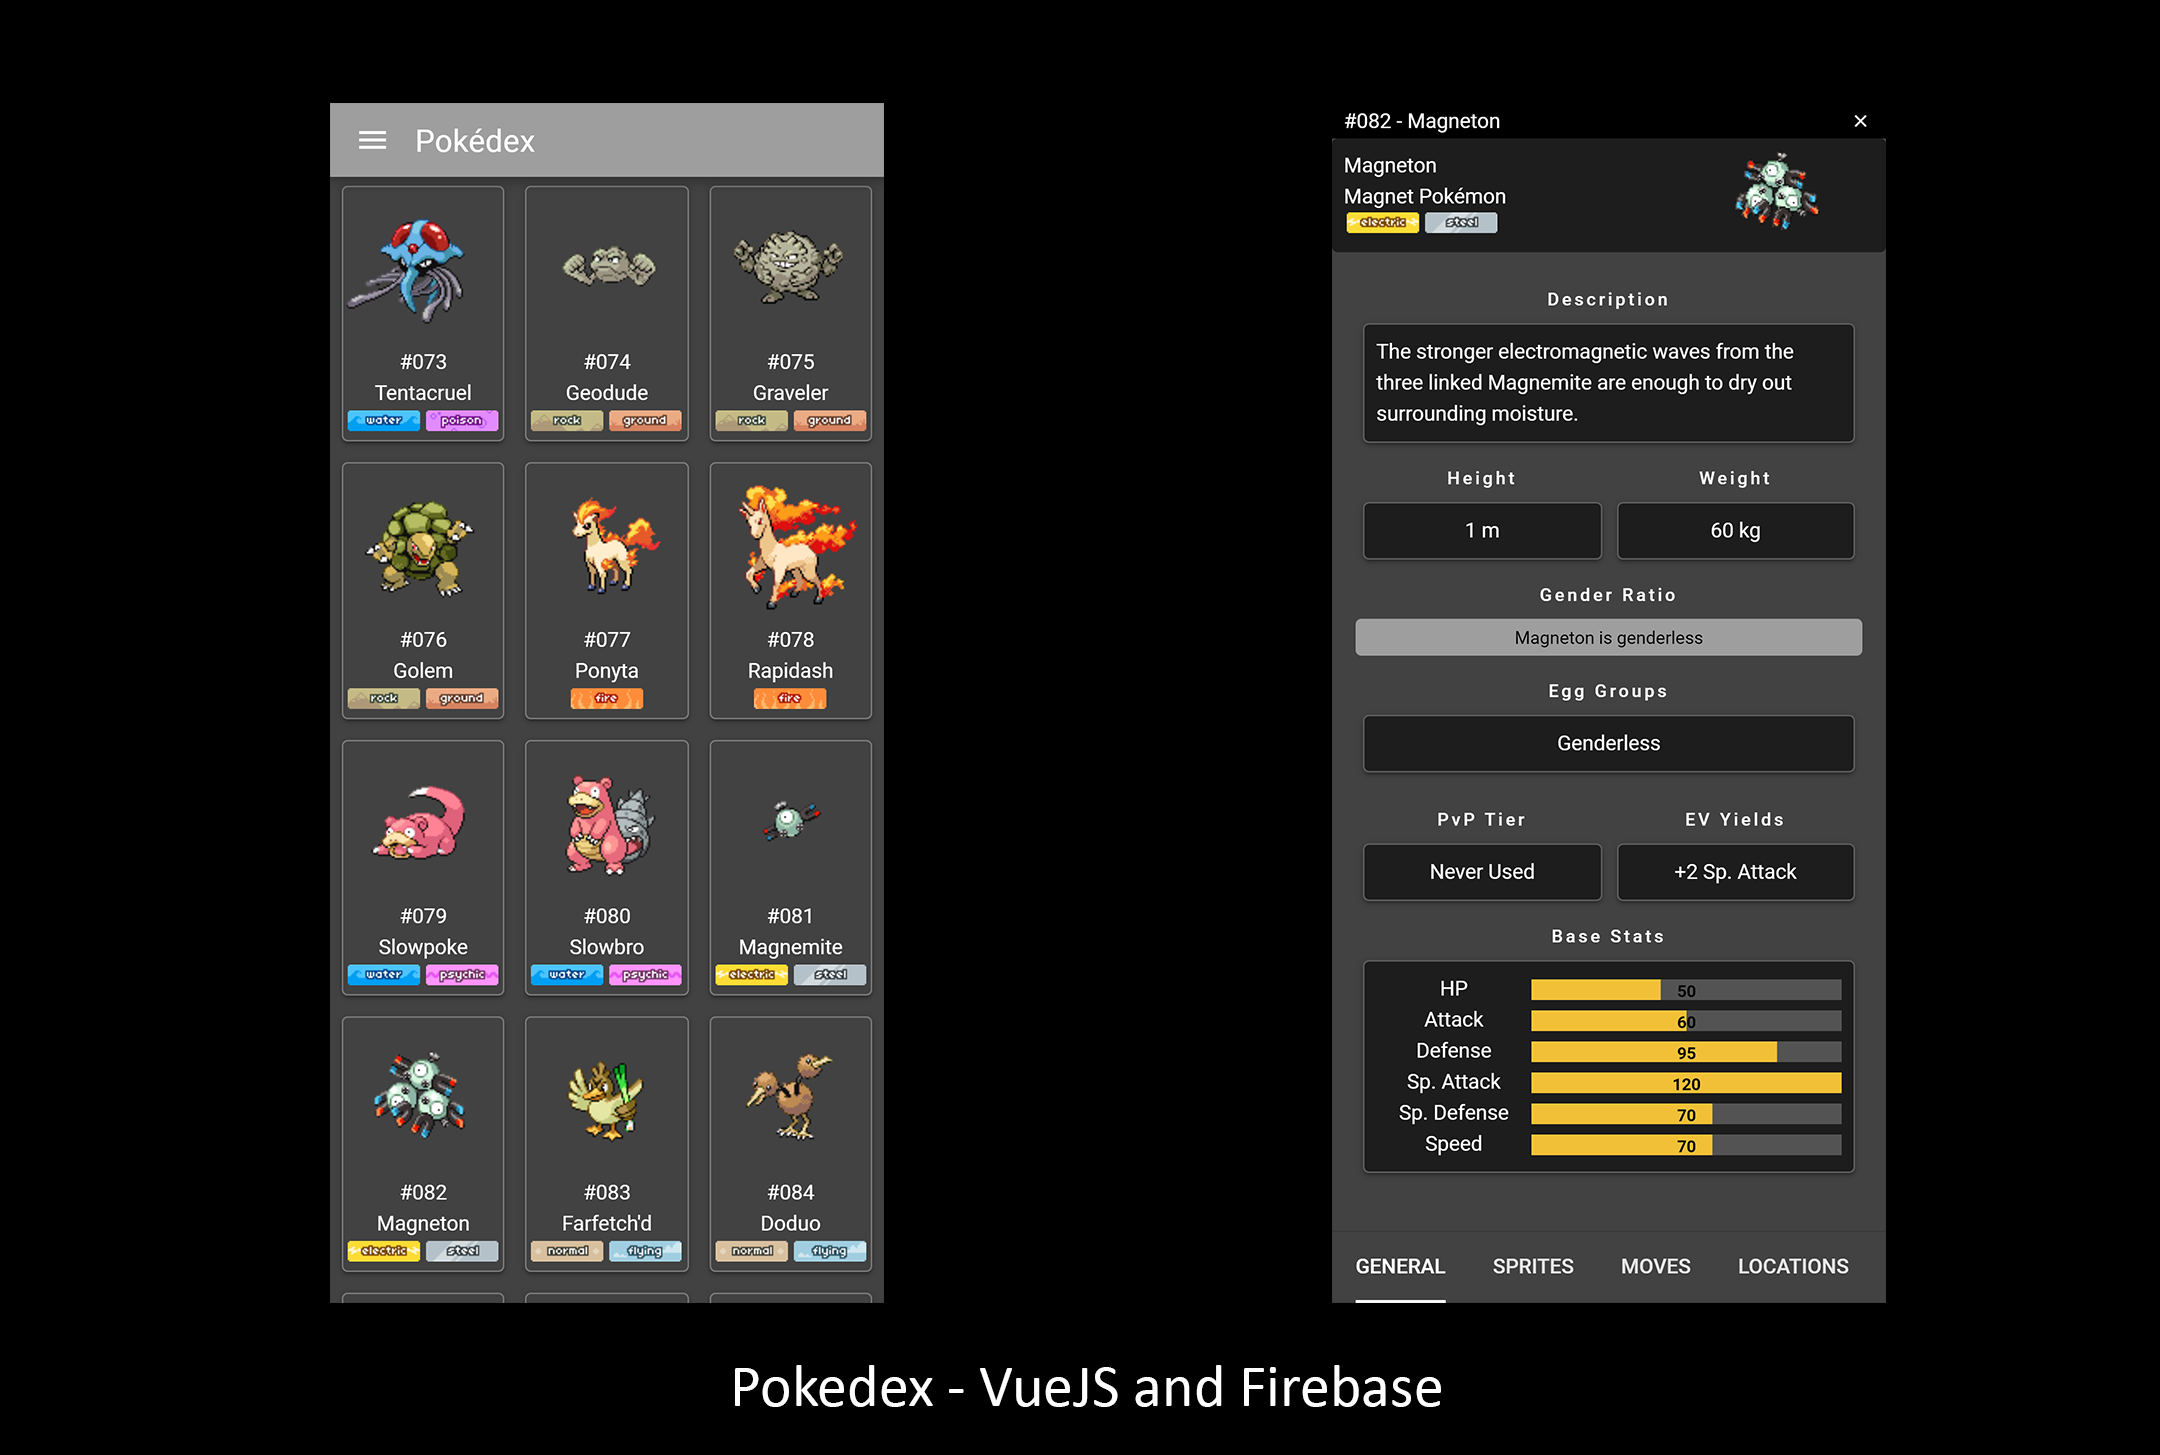 Pokédex
#073
Tentacruel
water poison
#074
Geodude
rock ground
#075
Graveler
rock ground
#076
Golem
rock ground
#077
Ponyta
fire
#078
Rapidash
fire
#079
Slowpoke
water psychic
#080
Slowbro
water psychic
#081
Magnemite
electric steel
#082
Magneton
electric steel
#083
Farfetch'd
normal flying
#084
Doduo
normal flying
#082 - Magneton ×
Magneton
Magnet Pokémon
electric steel
Description
The stronger electromagnetic waves from the
three linked Magnemite are enough to dry out
surrounding moisture.
Height Weight
1 m 60 kg
Gender Ratio
Magneton is genderless
Egg Groups
Genderless
PvP Tier EV Yields
Never Used +2 Sp. Attack
Base Stats
HP 50
Attack 60
Defense 95
Sp. Attack 120
Sp. Defense 70
Speed 70
GENERAL SPRITES MOVES LOCATIONS
Pokedex - VueJS and Firebase